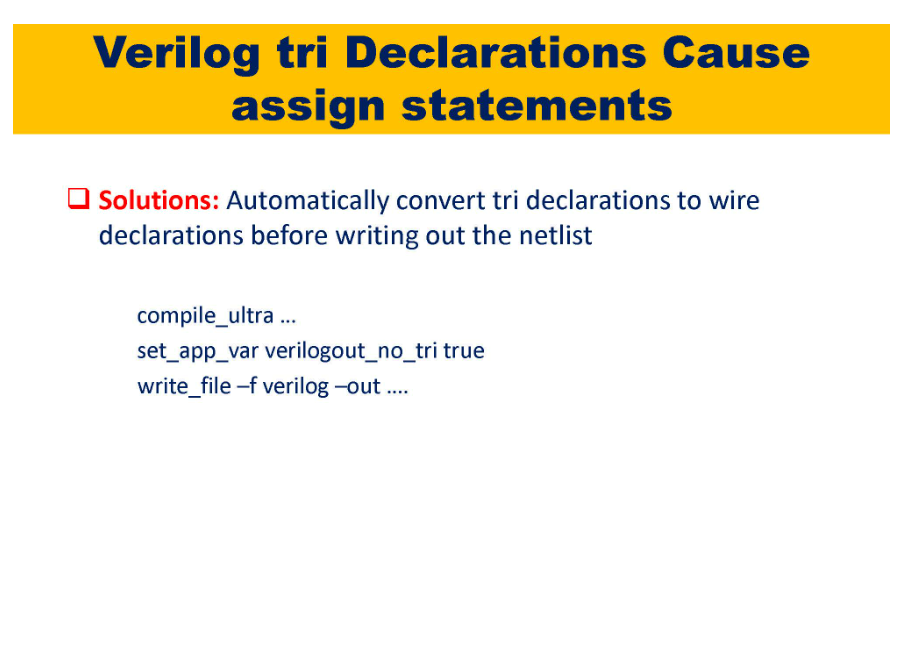 Verilog tri Declarations Cause
assign statements
Solutions: Automatically convert tri declarations to wire
declarations before writing out the netlist
compile_ultra ...
set_app_var verilogout_no_tri true
write_file –f verilog –out ....